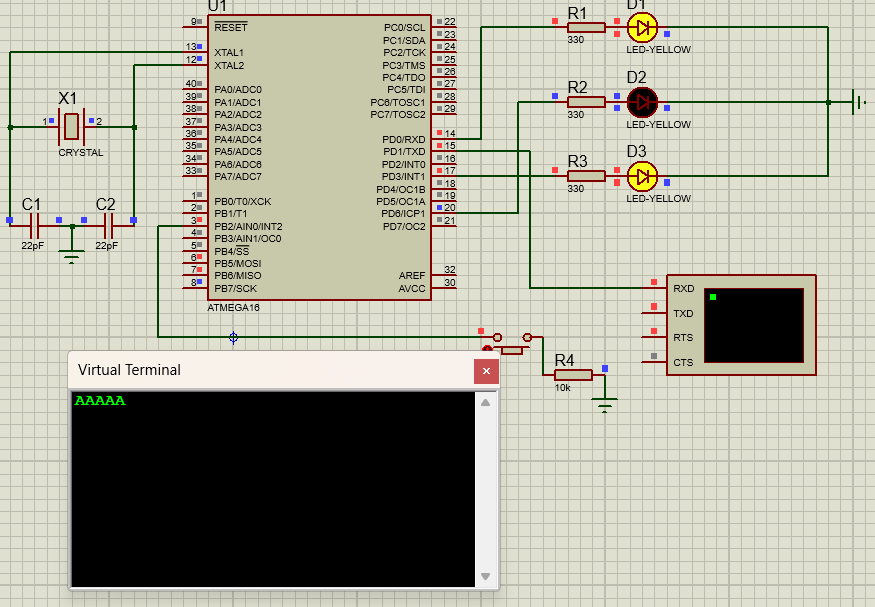 U1
9 RESET
13 XTAL1
12 XTAL2
40 PA0/ADC0
39 PA1/ADC1
38 PA2/ADC2
37 PA3/ADC3
36 PA4/ADC4
35 PA5/ADC5
34 PA6/ADC6
33 PA7/ADC7
1 PB0/T0/XCK
2 PB1/T1
3 PB2/AIN0/INT2
4 PB3/AIN1/OC0
5 PB4/SS
6 PB5/MOSI
7 PB6/MISO
8 PB7/SCK
PC0/SCL 22
PC1/SDA 23
PC2/TCK 24
PC3/TMS 25
PC4/TDO 26
PC5/TDI 27
PC6/TOSC1 28
PC7/TOSC2 29
PD0/RXD 14
PD1/TXD 15
PD2/INT0 16
PD3/INT1 17
PD4/OC1B 18
PD5/OC1A 19
PD6/ICP1 20
PD7/OC2 21
AREF 32
AVCC 30
ATMEGA16
X1
1 2
CRYSTAL
C1
22pF
C2
22pF
R1
330
D1
LED-YELLOW
R2
330
D2
LED-YELLOW
R3
330
D3
LED-YELLOW
RXD
TXD
RTS
CTS
R4
10k
Virtual Terminal
AAAAA